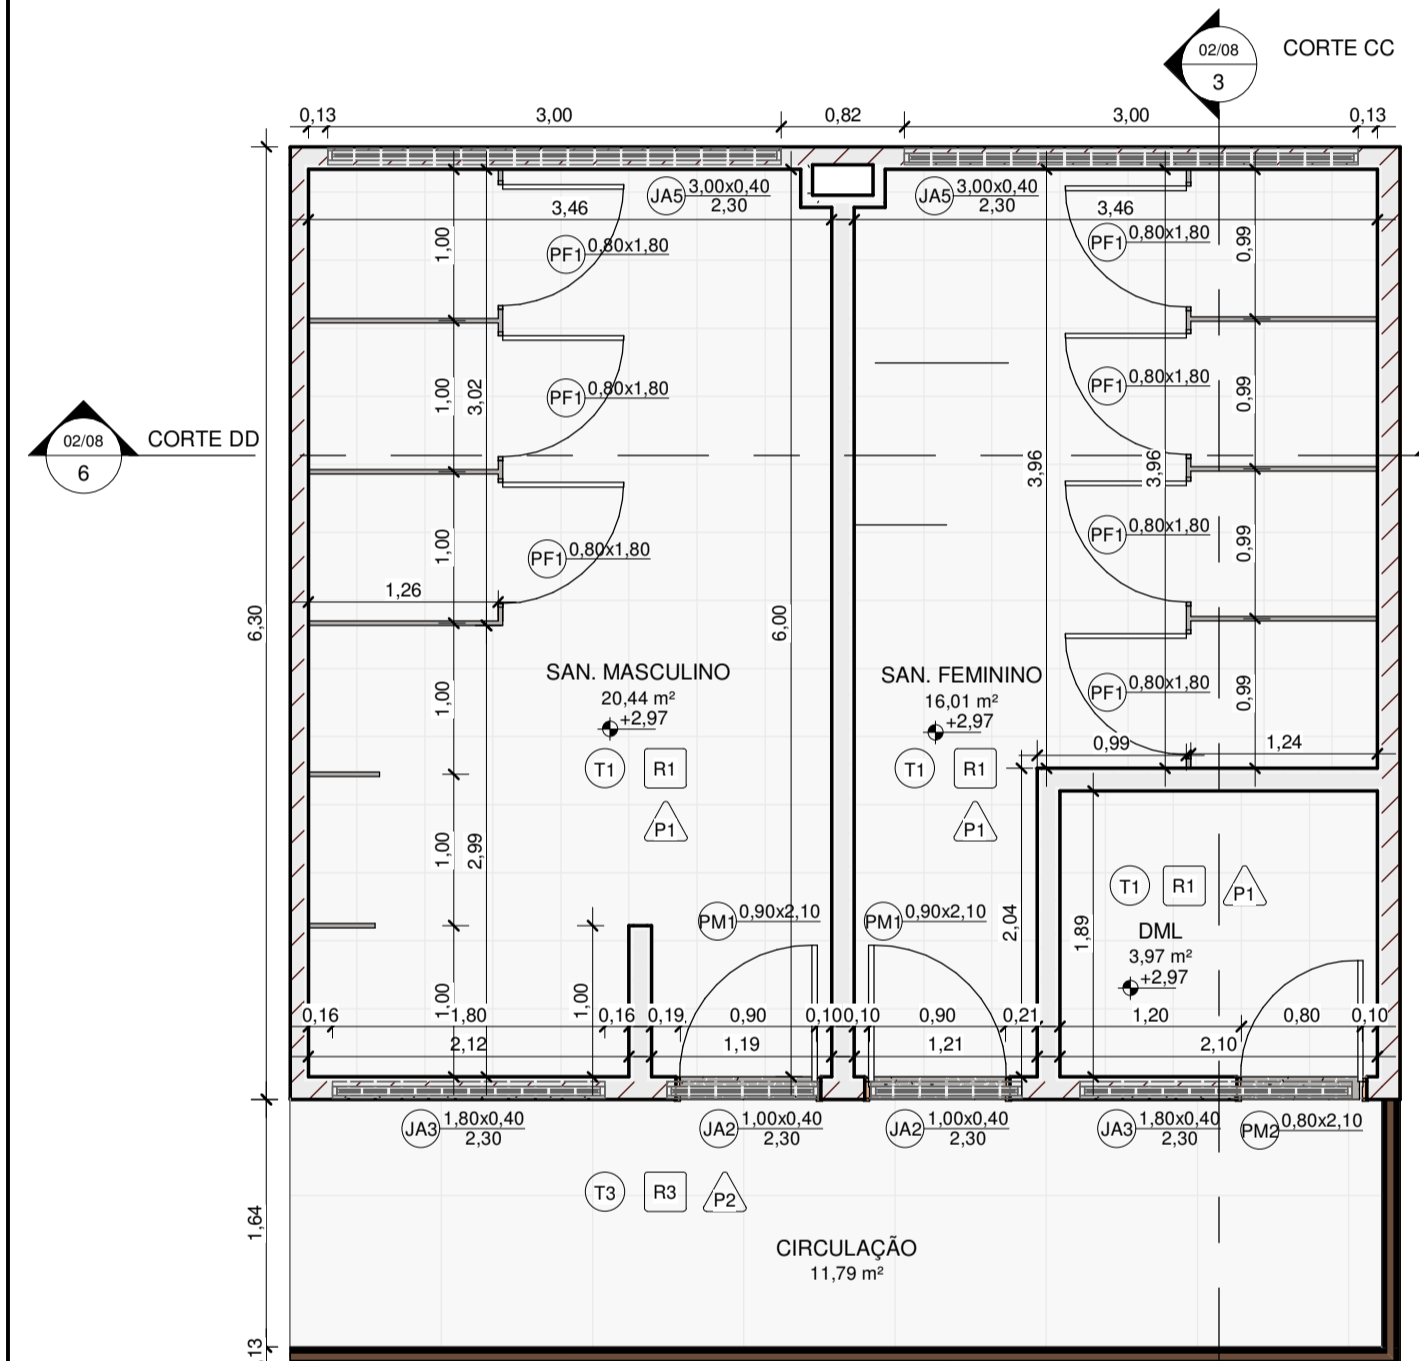 02/08
3
CORTE CC
0,13 3,00 0,82 3,00 0,13
JA5 3,00x0,40
2,30
JA5 3,00x0,40
2,30
3,46
3,46
1,00
PF1 0,80x1,80
PF1 0,80x1,80
0,99
02/08
6
CORTE DD
1,00
3,02
PF1 0,80x1,80
PF1 0,80x1,80
0,99
3,96
3,96
1,00
PF1 0,80x1,80
PF1 0,80x1,80
0,99
1,26
6,30
6,00
SAN. MASCULINO
20,44 m²
+2,97
T1 R1
P1
SAN. FEMININO
16,01 m²
+2,97
T1 R1
P1
1,00
PF1 0,80x1,80
0,99
0,99
1,24
1,00
2,99
PM1 0,90x2,10
PM1 0,90x2,10
2,04
1,89
T1 R1 P1
DML
3,97 m²
+2,97
1,00
1,00
0,16 1,80 0,16 0,19 0,90 0,10 0,10 0,90 0,21 1,20 0,80 0,10
2,12 1,19 1,21 2,10
JA3 1,80x0,40
2,30
JA2 1,00x0,40
2,30
JA2 1,00x0,40
2,30
JA3 1,80x0,40
2,30
PM2 0,80x2,10
T3 R3 P2
1,64
CIRCULAÇÃO
11,79 m²
13